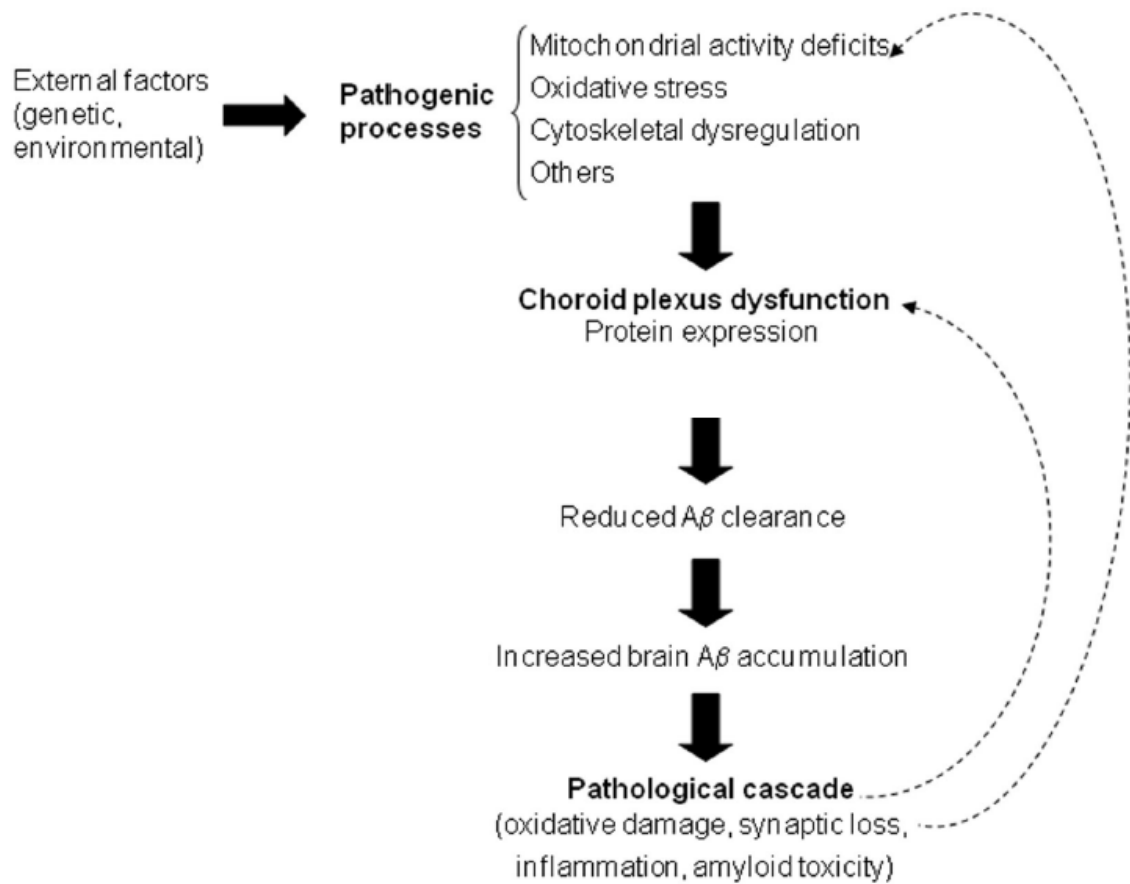 External factors
(genetic,
environmental)
Pathogenic
processes
Mitochondrial activity deficits
Oxidative stress
Cytoskeletal dysregulation
Others
Choroid plexus dysfunction
Protein expression
Reduced Aβ clearance
Increased brain Aβ accumulation
Pathological cascade
(oxidative damage, synaptic loss,
inflammation, amyloid toxicity)